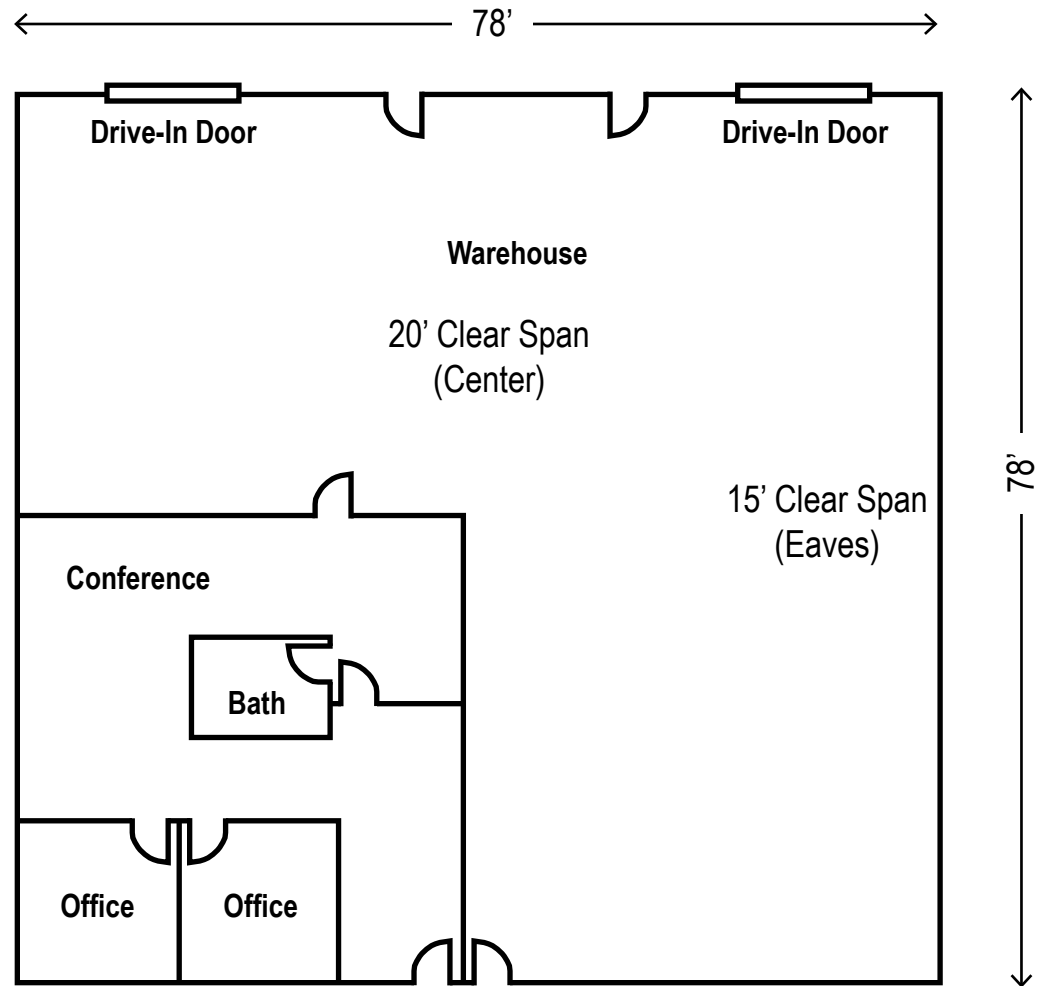 78’
Drive-In Door
Drive-In Door
Warehouse
20’ Clear Span
(Center)
15’ Clear Span
(Eaves)
78’
Conference
Bath
Office
Office